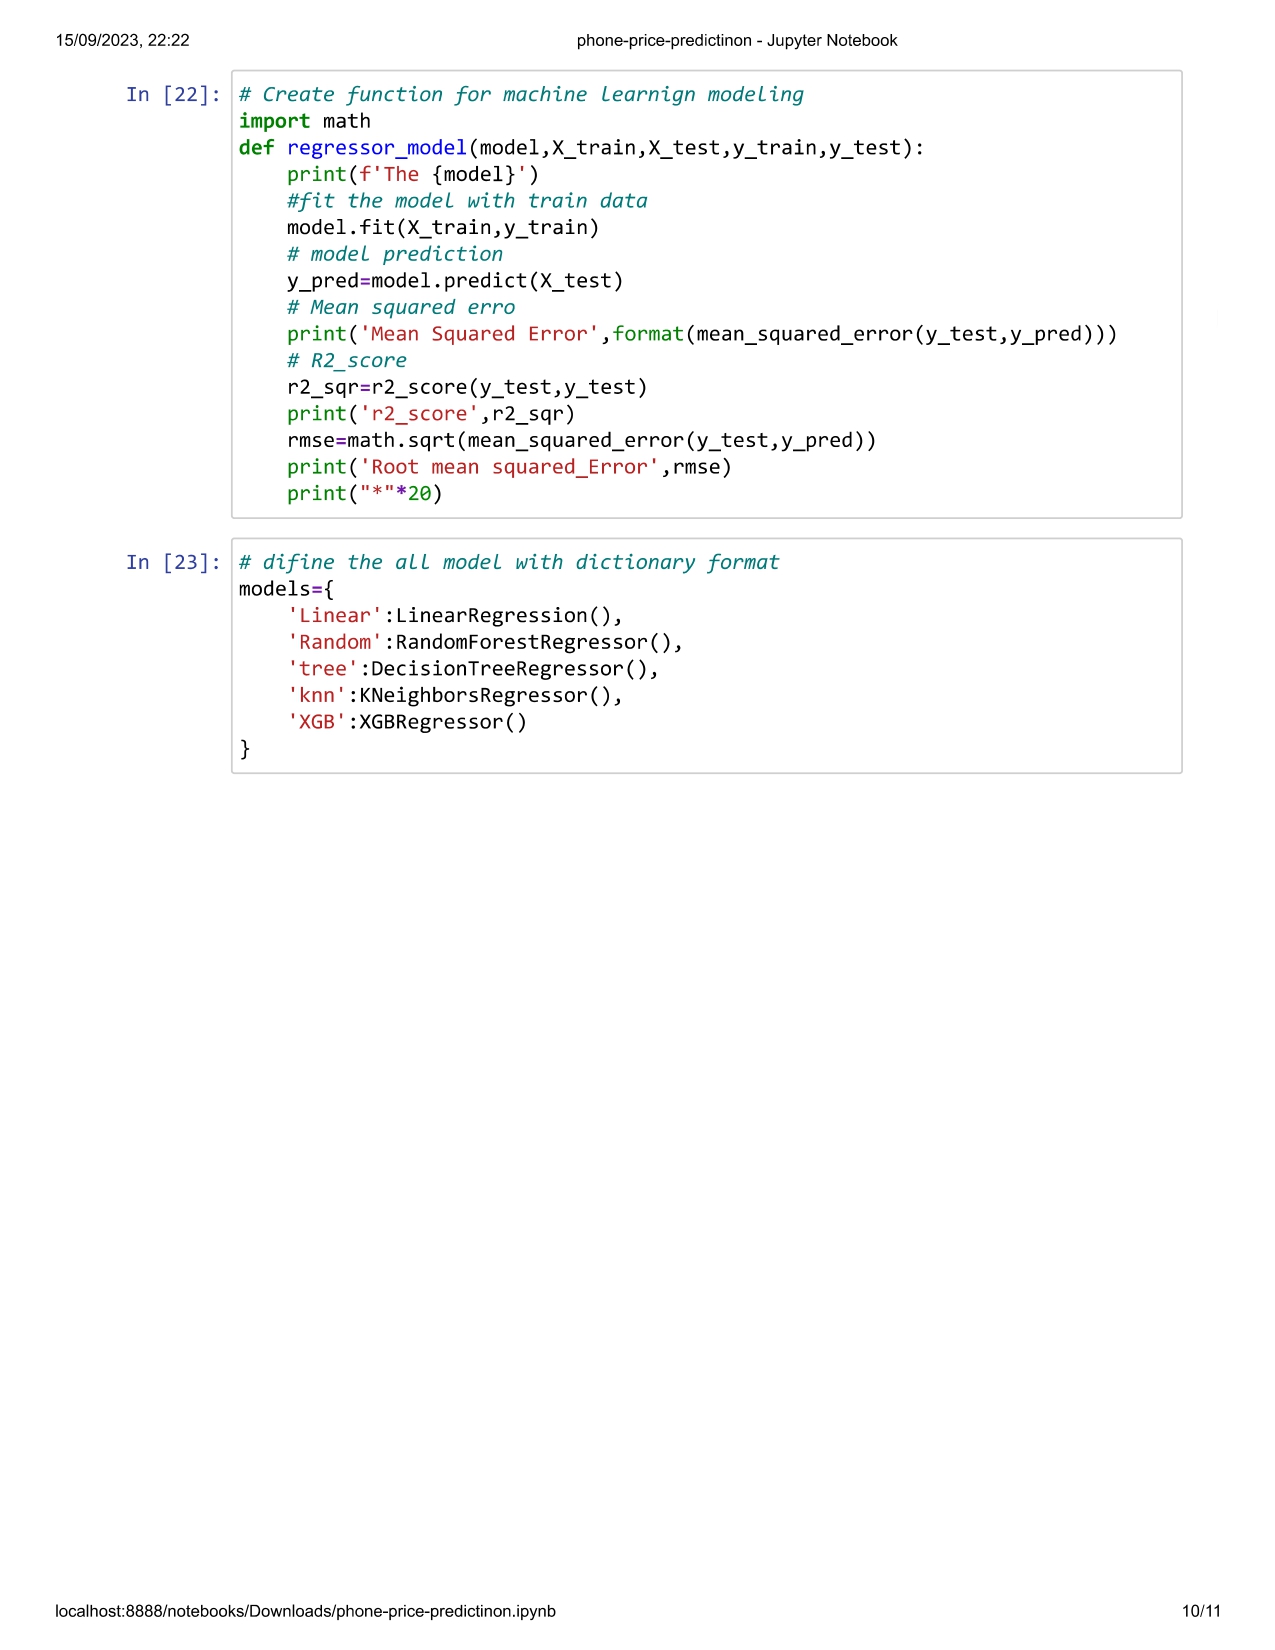 15/09/2023, 22:22 phone-price-predictinon - Jupyter Notebook
In [22]: # Create function for machine learnign modeling
import math
def regressor_model(model,X_train,X_test,y_train,y_test):
    print(f'The {model}')
    #fit the model with train data
    model.fit(X_train,y_train)
    # model prediction
    y_pred=model.predict(X_test)
    # Mean squared erro
    print('Mean Squared Error',format(mean_squared_error(y_test,y_pred)))
    # R2_score
    r2_sqr=r2_score(y_test,y_test)
    print('r2_score',r2_sqr)
    rmse=math.sqrt(mean_squared_error(y_test,y_pred))
    print('Root mean squared_Error',rmse)
    print("*"*20)
In [23]: # difine the all model with dictionary format
models={
    'Linear':LinearRegression(),
    'Random':RandomForestRegressor(),
    'tree':DecisionTreeRegressor(),
    'knn':KNeighborsRegressor(),
    'XGB':XGBRegressor()
}
localhost:8888/notebooks/Downloads/phone-price-predictinon.ipynb 10/11